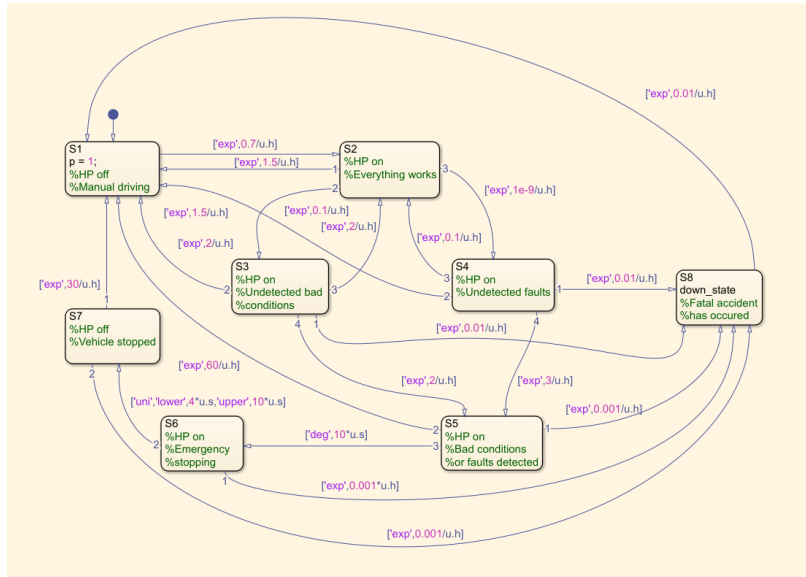 ['exp',0.01/u.h]
S1
p = 1;
%HP off
%Manual driving
['exp',0.7/u.h]
['exp',1.5/u.h]
1
S2
%HP on
%Everything works
2
3
['exp',1e-9/u.h]
['exp',1.5/u.h]
['exp',0.1/u.h]
['exp',2/u.h]
['exp',0.1/u.h]
['exp',2/u.h]
S3
%HP on
%Undetected bad
%conditions
2
3
4
1
S4
%HP on
%Undetected faults
3
2
1
4
['exp',0.01/u.h]
S8
down_state
%Fatal accident
%has occured
['exp',30/u.h]
1
S7
%HP off
%Vehicle stopped
2
['exp',0.01/u.h]
['exp',60/u.h]
['exp',2/u.h]
['exp',3/u.h]
['exp',0.001/u.h]
['uni','lower',4*u.s,'upper',10*u.s]
S6
%HP on
%Emergency
%stopping
2
1
['deg',10*u.s]
S5
%HP on
%Bad conditions
%or faults detected
2
3
1
['exp',0.001*u.h]
['exp',0.001/u.h]